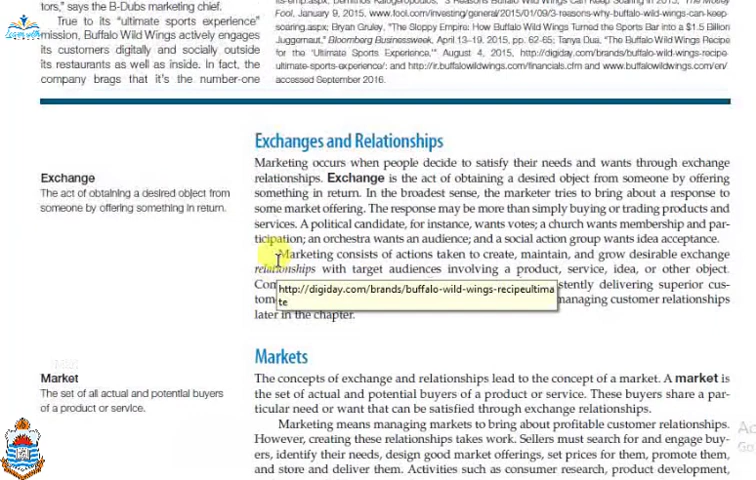 tors," says the B-Dubs marketing chief.
True to its "ultimate sports experience"
mission, Buffalo Wild Wings actively engages
its customers digitally and socially outside
its restaurants as well as inside. In fact, the
company brags that it's the number-one
Fool, January 9, 2015, www.fool.com/investing/general/2015/01/09/3-reasons-why-buffalo-wild-wings-can-keep-
soaring.aspx; Bryan Gruley, "The Sloppy Empire: How Buffalo Wild Wings Turned the Sports Bar into a $1.5 Billion
Juggernaut," Bloomberg Businessweek, April 13–19, 2015, pp. 62-65; Tanya Dua, "The Buffalo Wild Wings Recipe
for the 'Ultimate Sports Experience,'" August 4, 2015, http://digiday.com/brands/buffalo-wild-wings-recipe-
ultimate-sports-experience/; and http://ir.buffalowildwings.com/financials.cfm and www.buffalowildwings.com/en/
accessed September 2016.
Exchanges and Relationships
Marketing occurs when people decide to satisfy their needs and wants through exchange
relationships. Exchange is the act of obtaining a desired object from someone by offering
something in return. In the broadest sense, the marketer tries to bring about a response to
some market offering. The response may be more than simply buying or trading products and
services. A political candidate, for instance, wants votes; a church wants membership and par-
ticipation; an orchestra wants an audience; and a social action group wants idea acceptance.
Marketing consists of actions taken to create, maintain, and grow desirable exchange
relationships with target audiences involving a product, service, idea, or other object.
stently delivering superior cus-
managing customer relationships
later in the chapter.
Exchange
The act of obtaining a desired object from
someone by offering something in return.
http://digiday.com/brands/buffalo-wild-wings-recipeultima
te
Markets
The concepts of exchange and relationships lead to the concept of a market. A market is
the set of actual and potential buyers of a product or service. These buyers share a par-
ticular need or want that can be satisfied through exchange relationships.
Marketing means managing markets to bring about profitable customer relationships.
However, creating these relationships takes work. Sellers must search for and engage buy-
ers, identify their needs, design good market offerings, set prices for them, promote them,
and store and deliver them. Activities such as consumer research, product development,
Market
The set of all actual and potential buyers
of a product or service.